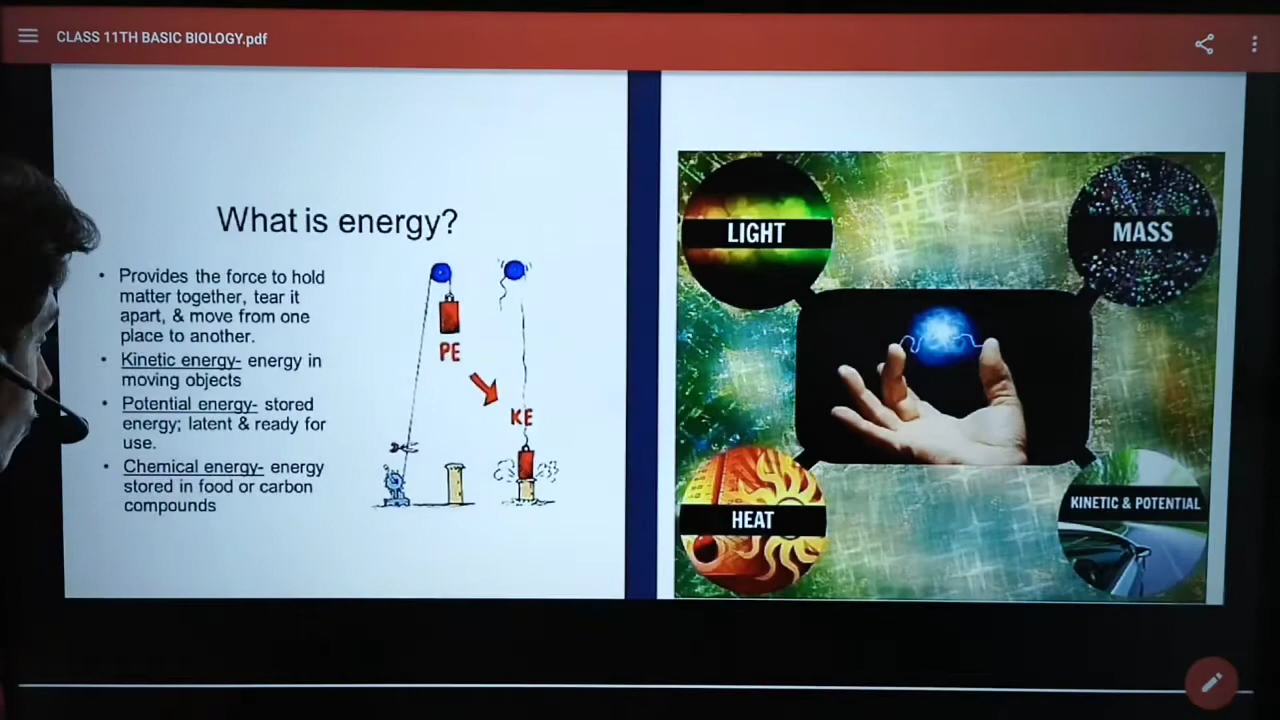 CLASS 11TH BASIC BIOLOGY.pdf
What is energy?
• Provides the force to hold
matter together, tear it
apart, & move from one
place to another.
• Kinetic energy- energy in
moving objects
• Potential energy- stored
energy; latent & ready for
use.
• Chemical energy- energy
stored in food or carbon
compounds
PE
KE
LIGHT
MASS
HEAT
KINETIC & POTENTIAL